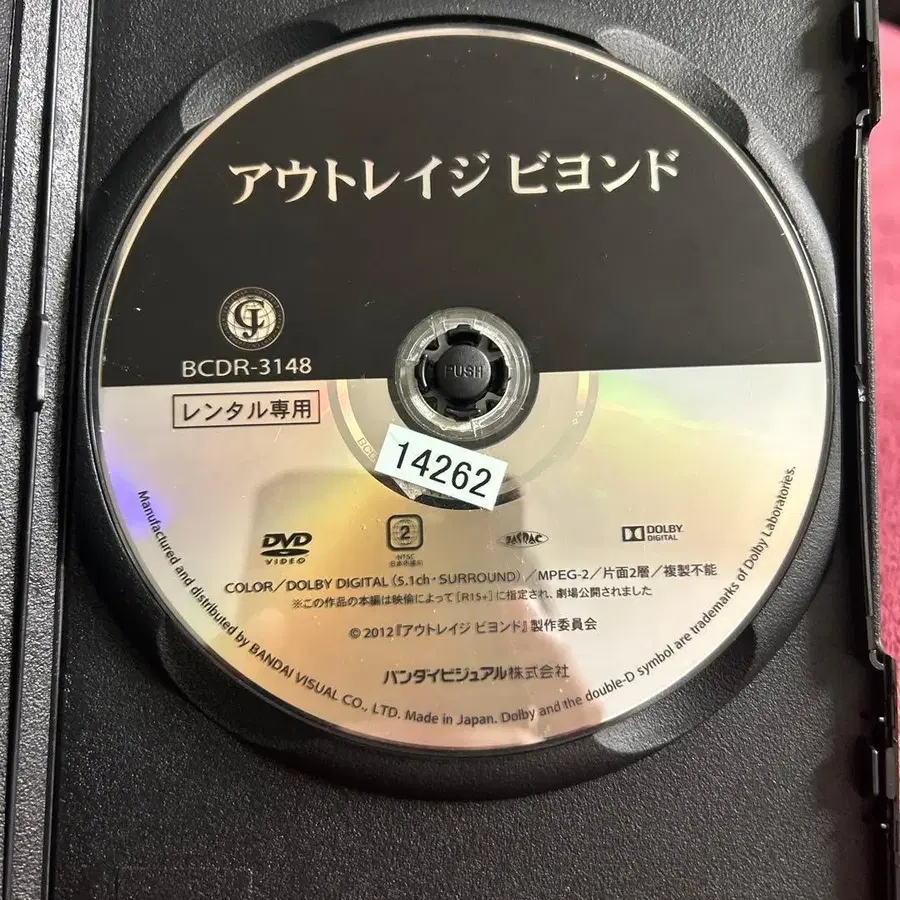 アウトレイジ ビヨンド
BCDR-3148
レンタル専用
PUSH
14262
DVD
VIDEO
2
NTSC
日本市場向
DOLBY
DIGITAL
COLOR／DOLBY DIGITAL（5.1ch・SURROUND）／MPEG-2／片面2層／複製不能
※この作品の本編は映倫によって［R15+］に指定され、劇場公開されました
© 2012『アウトレイジ ビヨンド』製作委員会
バンダイビジュアル株式会社
Manufactured and distributed by BANDAI VISUAL CO., LTD. Made in Japan. Dolby and the double-D symbol are trademarks of Dolby Laboratories.